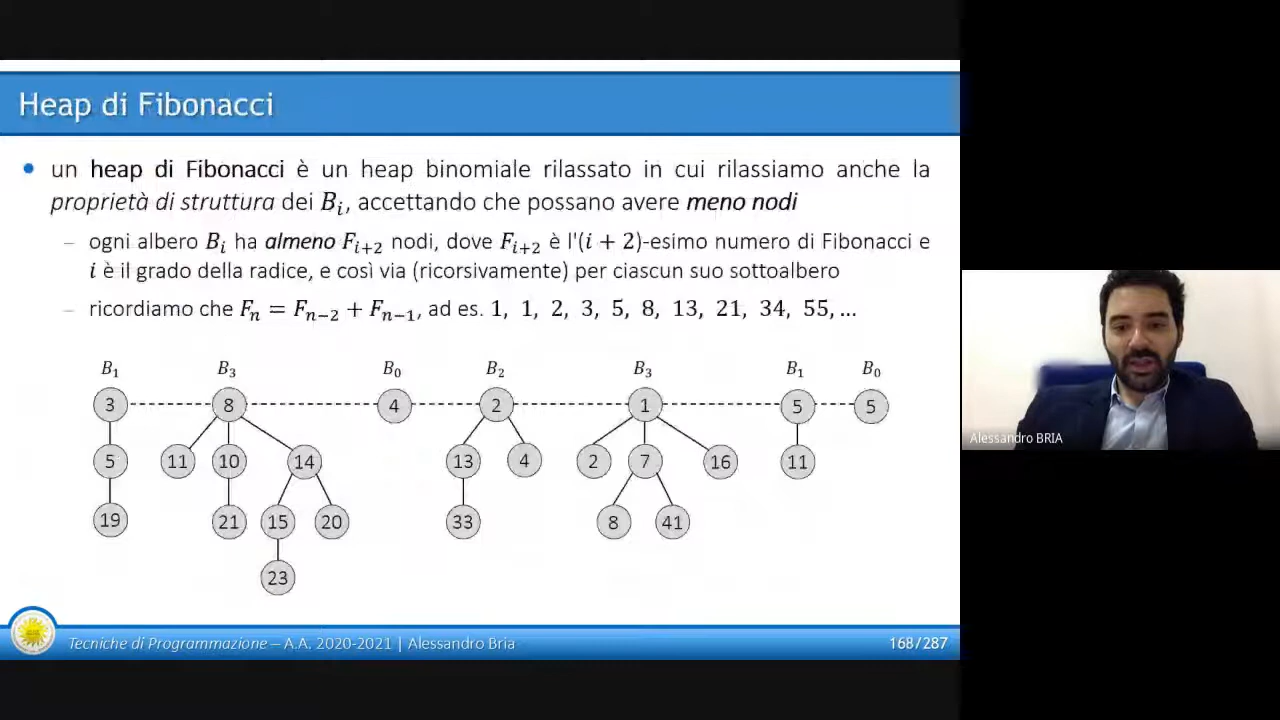 Heap di Fibonacci
• un heap di Fibonacci è un heap binomiale rilassato in cui rilassiamo anche la
proprietà di struttura dei Bᵢ, accettando che possano avere meno nodi
– ogni albero Bᵢ ha almeno Fᵢ₊₂ nodi, dove Fᵢ₊₂ è l'(i + 2)-esimo numero di Fibonacci e
i è il grado della radice, e così via (ricorsivamente) per ciascun suo sottoalbero
– ricordiamo che Fₙ = Fₙ₋₂ + Fₙ₋₁, ad es. 1, 1, 2, 3, 5, 8, 13, 21, 34, 55, ...
B₁ B₃ B₀ B₂ B₃ B₁ B₀
3 8 4 2 1 5 5
5 11 10 14 13 4 2 7 16 11
19 21 15 20 33 8 41
23
Tecniche di Programmazione – A.A. 2020-2021 | Alessandro Bria
168/287
Alessandro BRIA